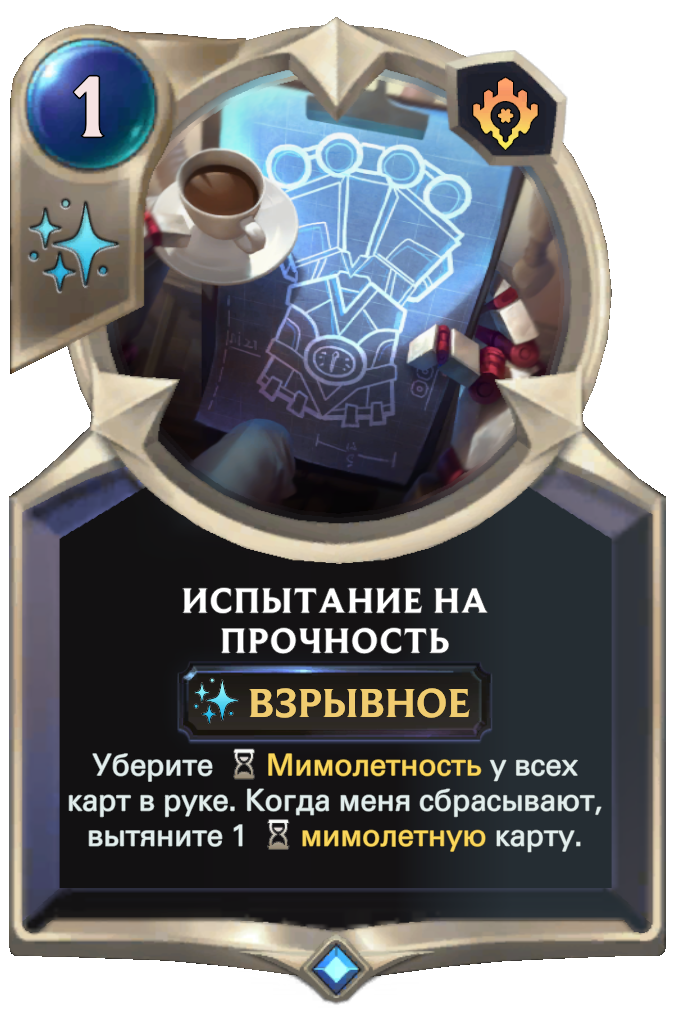 1
ИСПЫТАНИЕ НА
ПРОЧНОСТЬ
ВЗРЫВНОЕ
Уберите Мимолетность у всех
карт в руке. Когда меня сбрасывают,
вытяните 1 мимолетную карту.